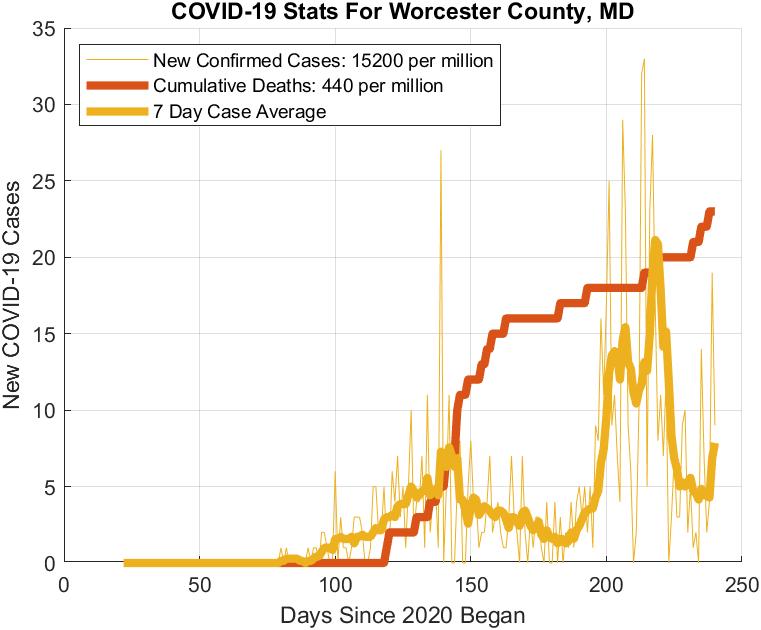 COVID-19 Stats For Worcester County, MD
35
New Confirmed Cases: 15200 per million
Cumulative Deaths: 440 per million
7 Day Case Average
30
25
20
15
10
5
0
New COVID-19 Cases
0 50 100 150 200 250
Days Since 2020 Began